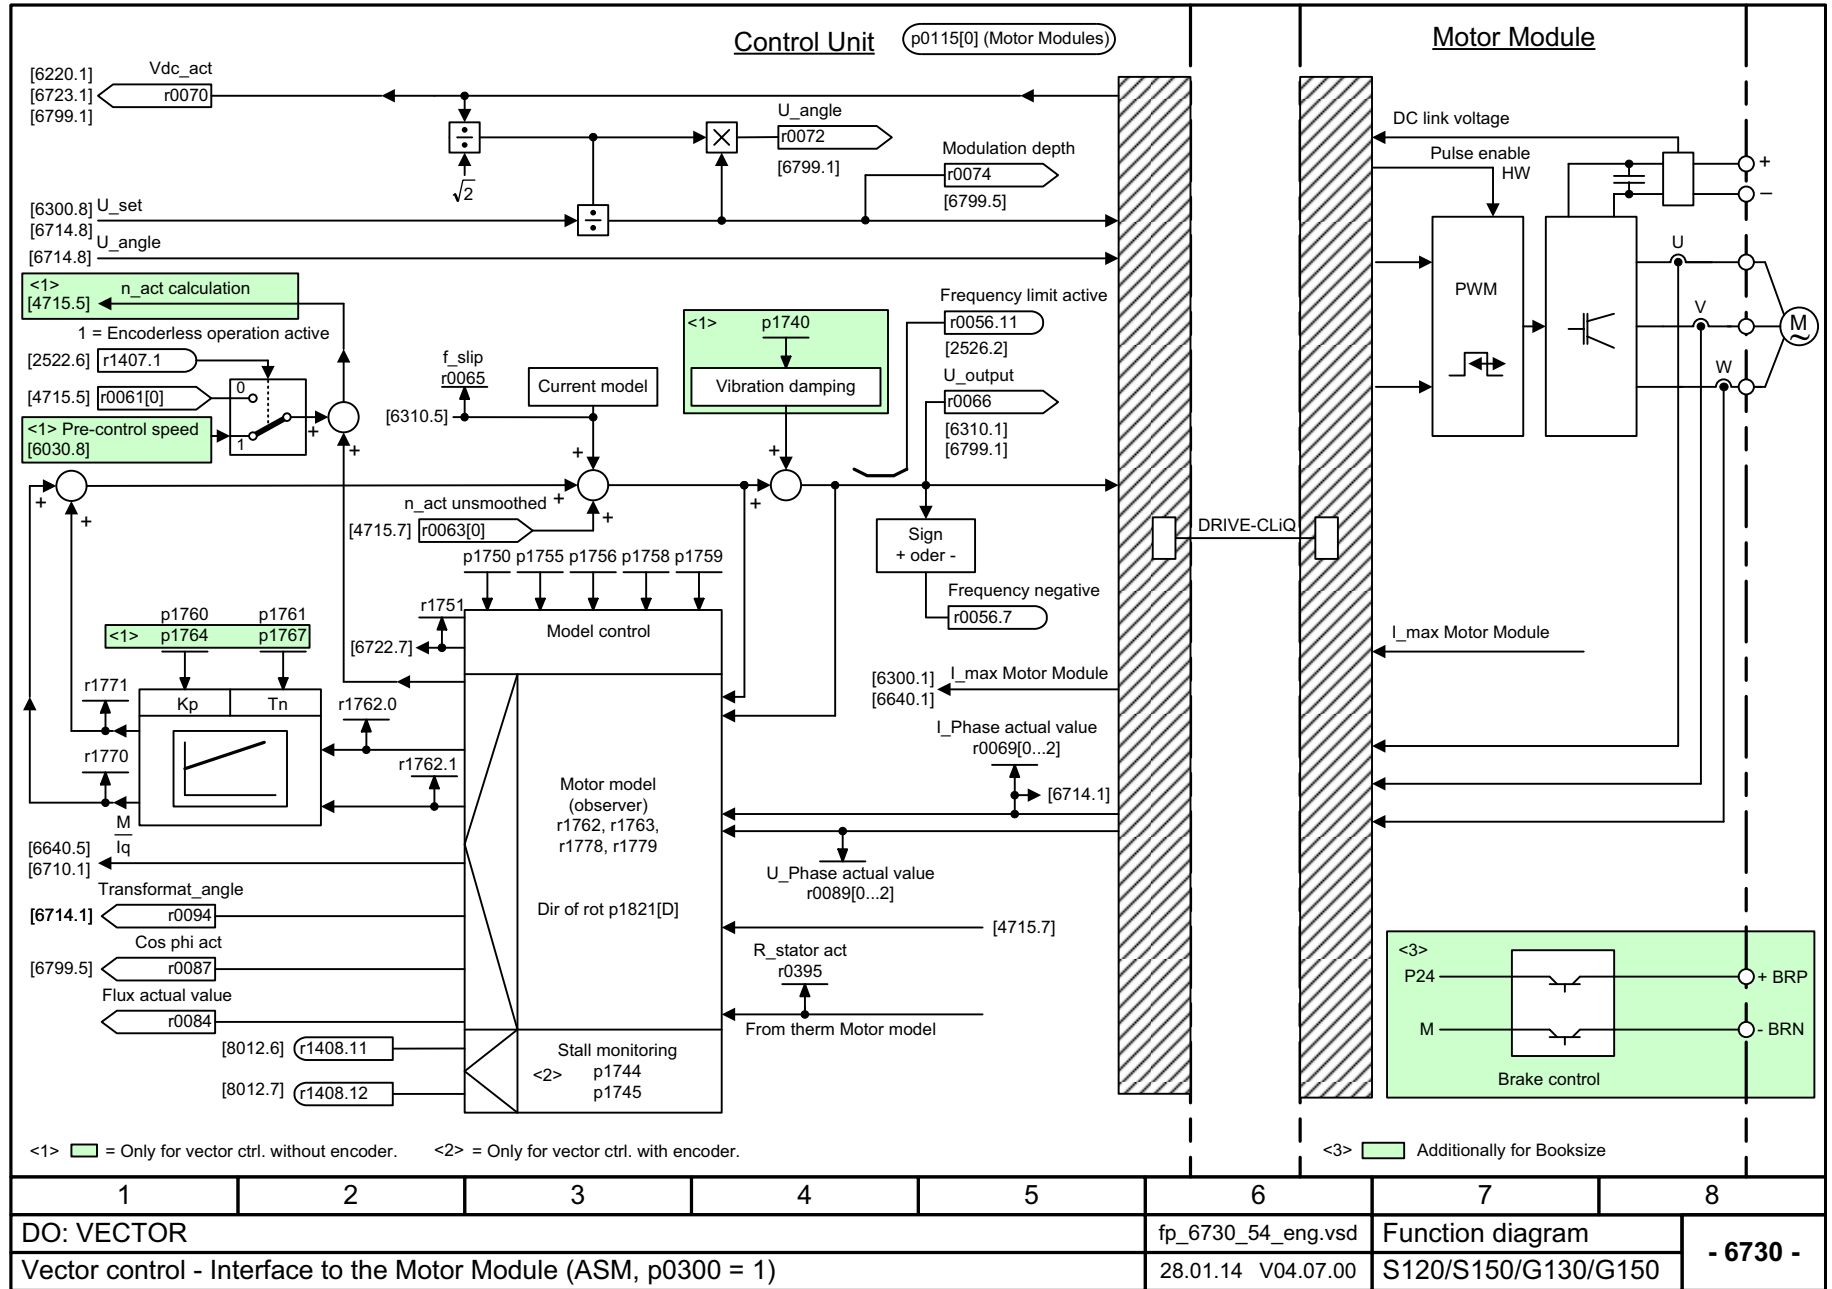 Control Unit
p0115[0] (Motor Modules)
Motor Module
[6220.1]
[6723.1]
[6799.1]
Vdc_act
r0070
÷
√2
×
U_angle
r0072
[6799.1]
Modulation depth
r0074
[6799.5]
[6300.8]
[6714.8]
U_set
÷
U_angle
[6714.8]
DC link voltage
Pulse enable
HW
+
–
PWM
U
V
W
M
~
<1>
[4715.5]
n_act calculation
1 = Encoderless operation active
[2522.6]
r1407.1
[4715.5]
r0061[0]
<1> Pre-control speed
[6030.8]
0
1
+
+
f_slip
r0065
[6310.5]
Current model
<1>
p1740
Vibration damping
Frequency limit active
r0056.11
[2526.2]
U_output
r0066
[6310.1]
[6799.1]
+
+
+
+
+
+
+
n_act unsmoothed
[4715.7]
r0063[0]
Sign
+ oder -
Frequency negative
r0056.7
DRIVE-CLiQ
p1750
p1755
p1756
p1758
p1759
r1751
[6722.7]
Model control
p1760
p1761
<1>
p1764
p1767
Kp
Tn
r1771
r1770
r1762.0
r1762.1
Motor model
(observer)
r1762, r1763,
r1778, r1779
Dir of rot p1821[D]
[6300.1]
[6640.1]
I_max Motor Module
I_Phase actual value
r0069[0...2]
[6714.1]
U_Phase actual value
r0089[0...2]
[4715.7]
R_stator act
r0395
From therm Motor model
I_max Motor Module
M
Iq
[6640.5]
[6710.1]
Transformat_angle
[6714.1]
r0094
Cos phi act
[6799.5]
r0087
Flux actual value
r0084
[8012.6]
r1408.11
[8012.7]
r1408.12
Stall monitoring
<2>
p1744
p1745
<3>
P24
M
+ BRP
- BRN
Brake control
<1> = Only for vector ctrl. without encoder.
<2> = Only for vector ctrl. with encoder.
<3> Additionally for Booksize
1 2 3 4 5 6 7 8
DO: VECTOR
fp_6730_54_eng.vsd
Function diagram
- 6730 -
Vector control - Interface to the Motor Module (ASM, p0300 = 1)
28.01.14 V04.07.00
S120/S150/G130/G150